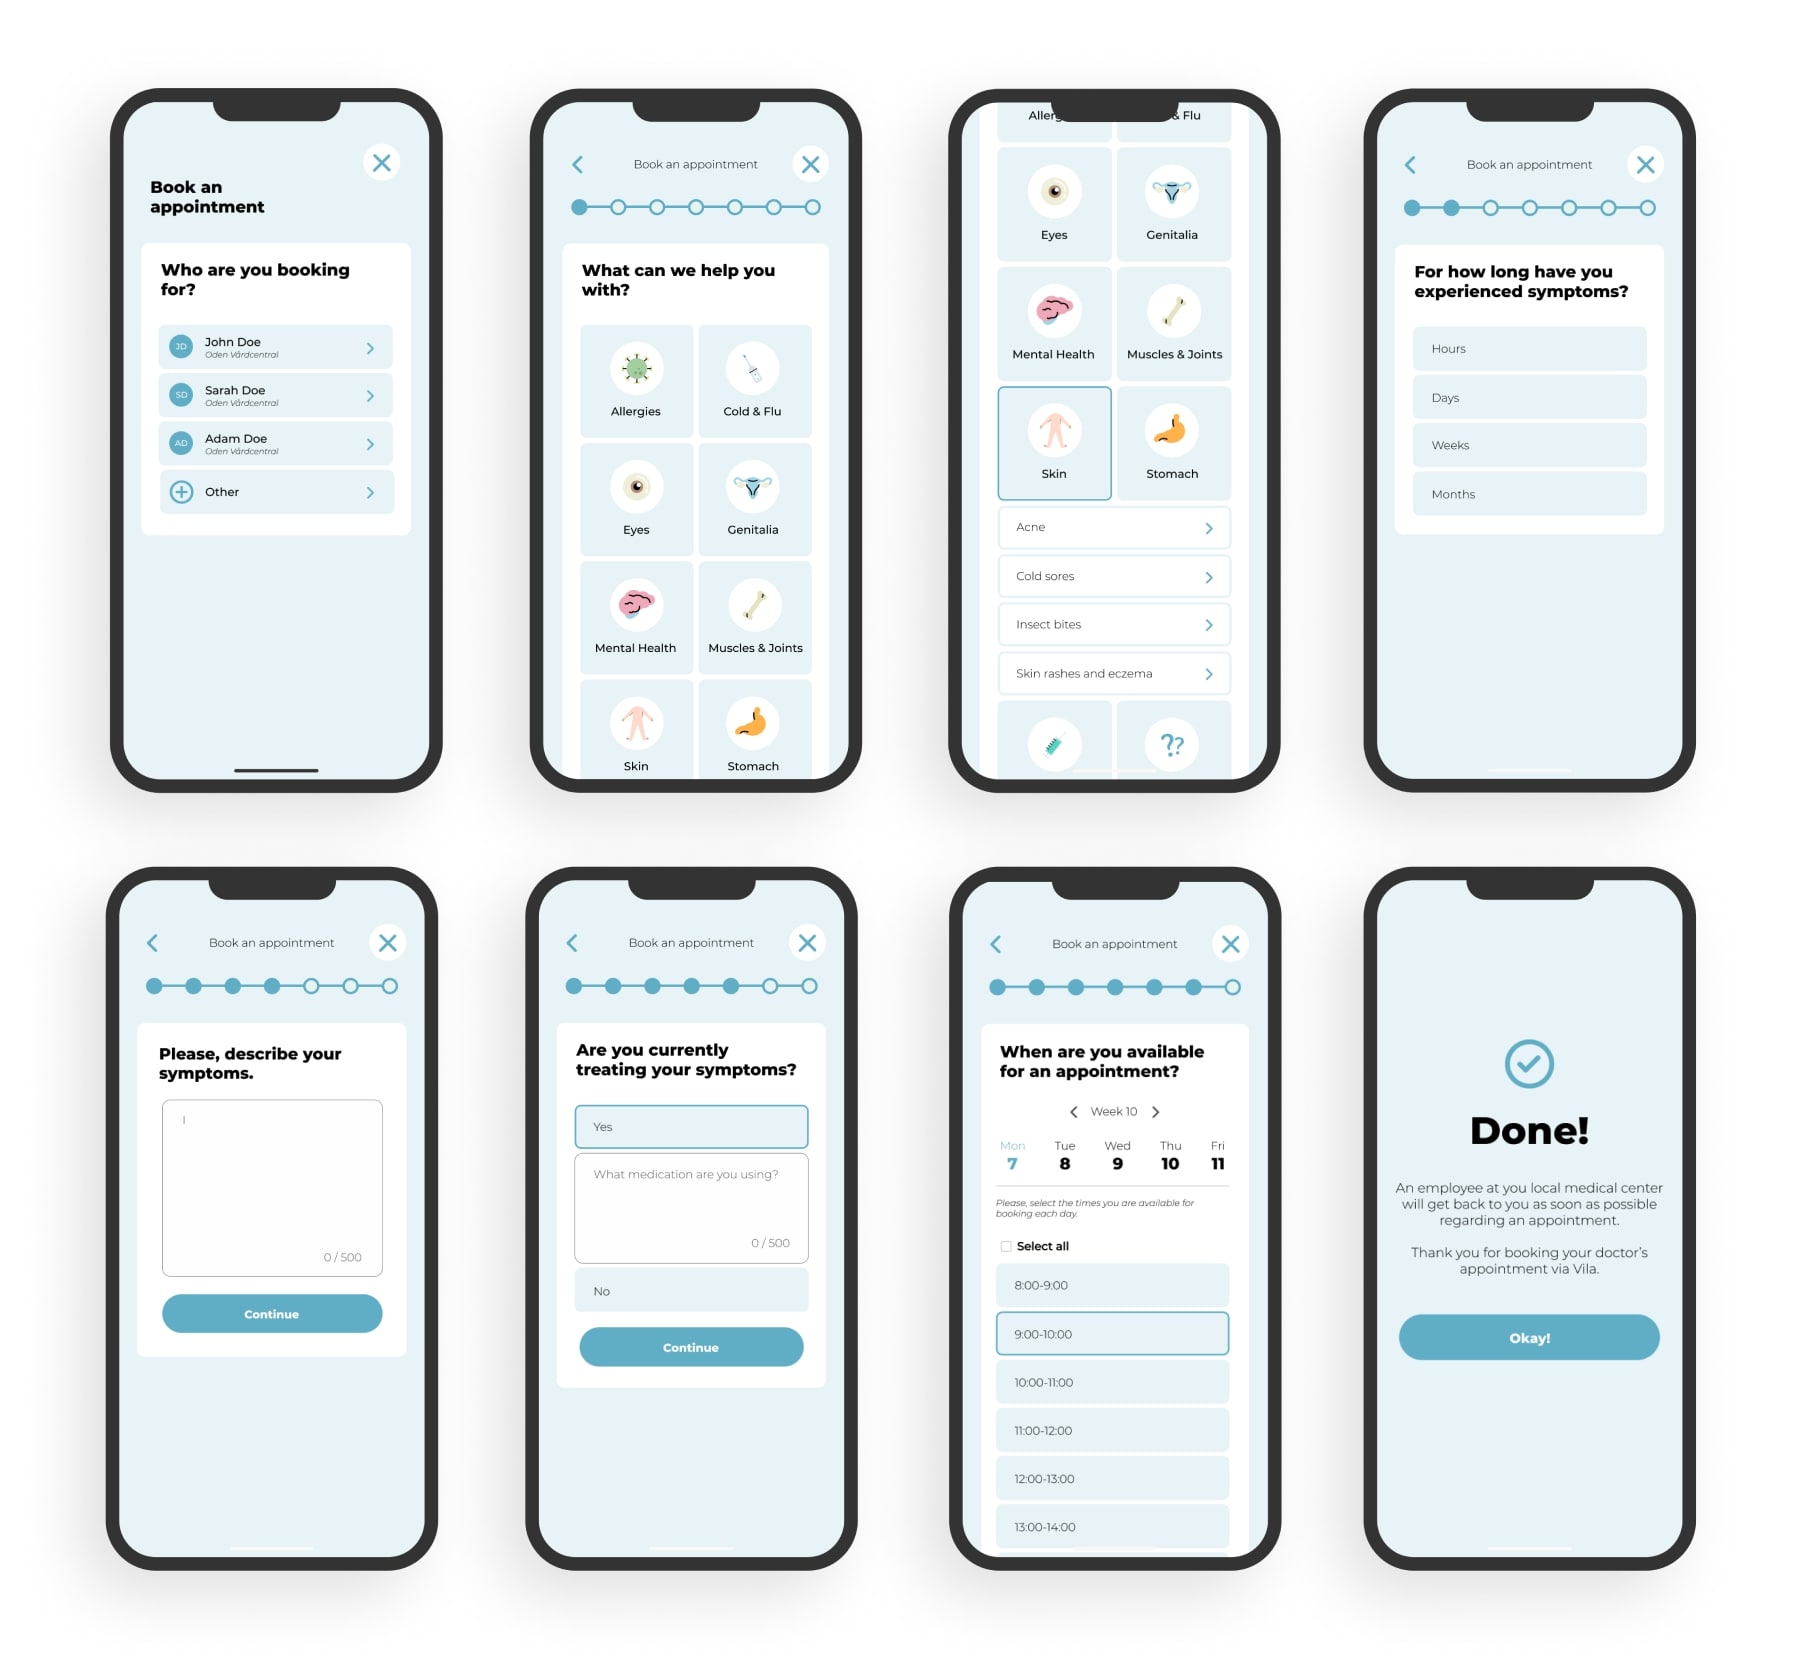 Book an
appointment
Who are you booking
for?
JD
John Doe
Oden Vårdcentral
SD
Sarah Doe
Oden Vårdcentral
AD
Adam Doe
Oden Vårdcentral
Other
Book an appointment
What can we help you
with?
Allergies
Cold & Flu
Eyes
Genitalia
Mental Health
Muscles & Joints
Skin
Stomach
Aller
& Flu
Eyes
Genitalia
Mental Health
Muscles & Joints
Skin
Stomach
Acne
Cold sores
Insect bites
Skin rashes and eczema
??
Book an appointment
For how long have you
experienced symptoms?
Hours
Days
Weeks
Months
Book an appointment
Please, describe your
symptoms.
0 / 500
Continue
Book an appointment
Are you currently
treating your symptoms?
Yes
What medication are you using?
0 / 500
No
Continue
Book an appointment
When are you available
for an appointment?
Week 10
Mon Tue Wed Thu Fri
7 8 9 10 11
Please, select the times you are available for
booking each day.
Select all
8:00-9:00
9:00-10:00
10:00-11:00
11:00-12:00
12:00-13:00
13:00-14:00
Done!
An employee at you local medical center
will get back to you as soon as possible
regarding an appointment.
Thank you for booking your doctor's
appointment via Vila.
Okay!